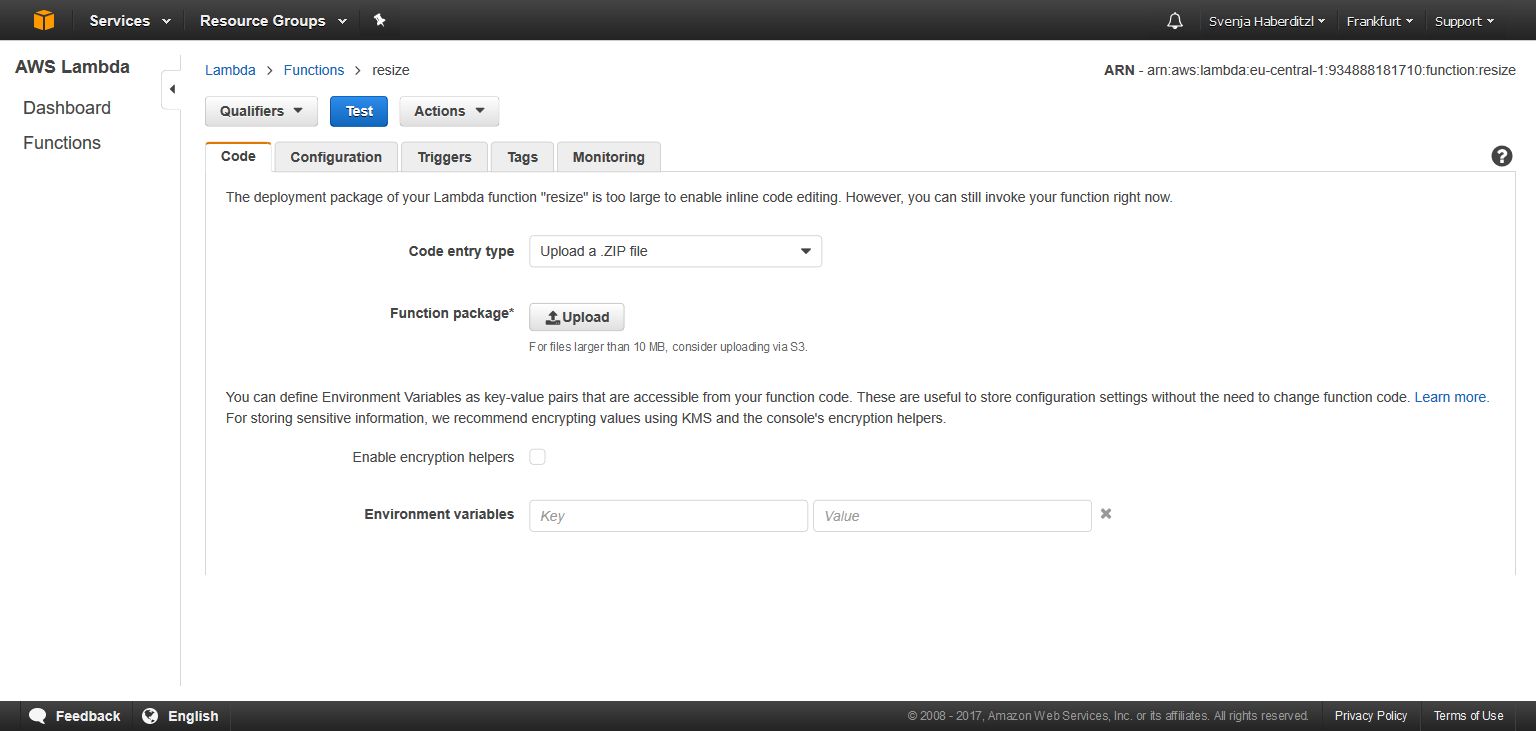 Services Resource Groups Svenja Haberditzl Frankfurt Support
AWS Lambda
Dashboard
Functions
Lambda > Functions > resize ARN - arn:aws:lambda:eu-central-1:934888181710:function:resize
Qualifiers Test Actions
Code Configuration Triggers Tags Monitoring
The deployment package of your Lambda function "resize" is too large to enable inline code editing. However, you can still invoke your function right now.
Code entry type Upload a .ZIP file
Function package* Upload
For files larger than 10 MB, consider uploading via S3.
You can define Environment Variables as key-value pairs that are accessible from your function code. These are useful to store configuration settings without the need to change function code. Learn more.
For storing sensitive information, we recommend encrypting values using KMS and the console's encryption helpers.
Enable encryption helpers
Environment variables Key Value
Feedback English © 2008 - 2017, Amazon Web Services, Inc. or its affiliates. All rights reserved. Privacy Policy Terms of Use